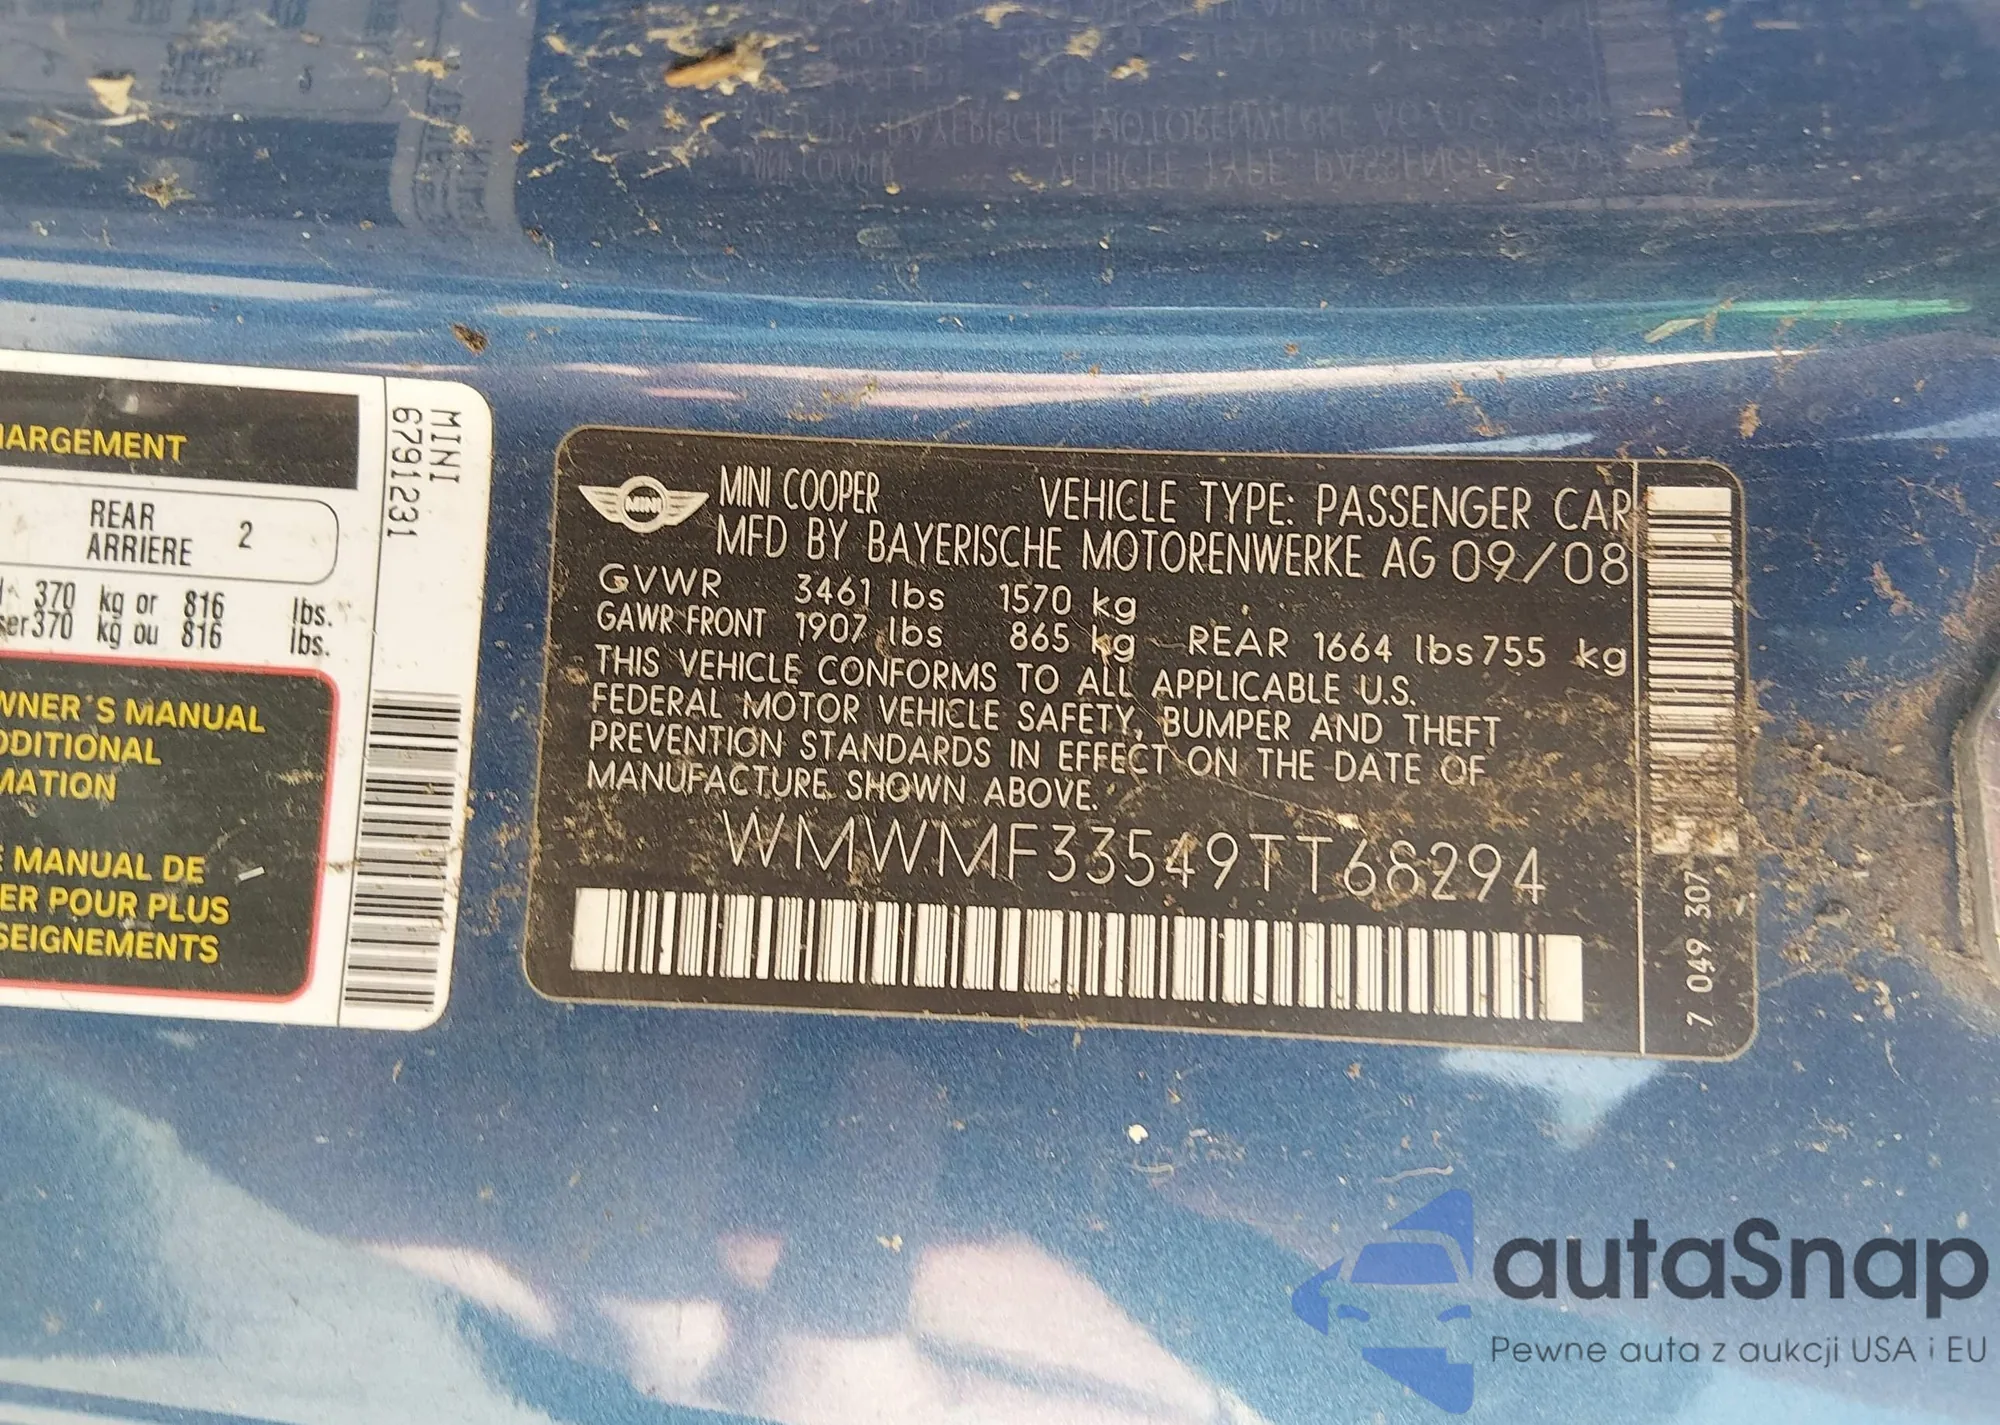 HARGEMENT
REAR
ARRIERE
2
370 kg or 816 lbs.
ser 370 kg ou 816 lbs.
WNER'S MANUAL
DDITIONAL
MATION
E MANUAL DE
ER POUR PLUS
SEIGNEMENTS
MINI
6791231
MINI
MINI COOPER VEHICLE TYPE: PASSENGER CAR
MFD BY BAYERISCHE MOTORENWERKE AG 09/08
GVWR 3461 lbs 1570 kg
GAWR FRONT 1907 lbs 865 kg REAR 1664 lbs 755 kg
THIS VEHICLE CONFORMS TO ALL APPLICABLE U.S.
FEDERAL MOTOR VEHICLE SAFETY, BUMPER AND THEFT
PREVENTION STANDARDS IN EFFECT ON THE DATE OF
MANUFACTURE SHOWN ABOVE.
WMWMF33549TT68294
7 049 307
autaSnap
Pewne auta z aukcji USA i EU